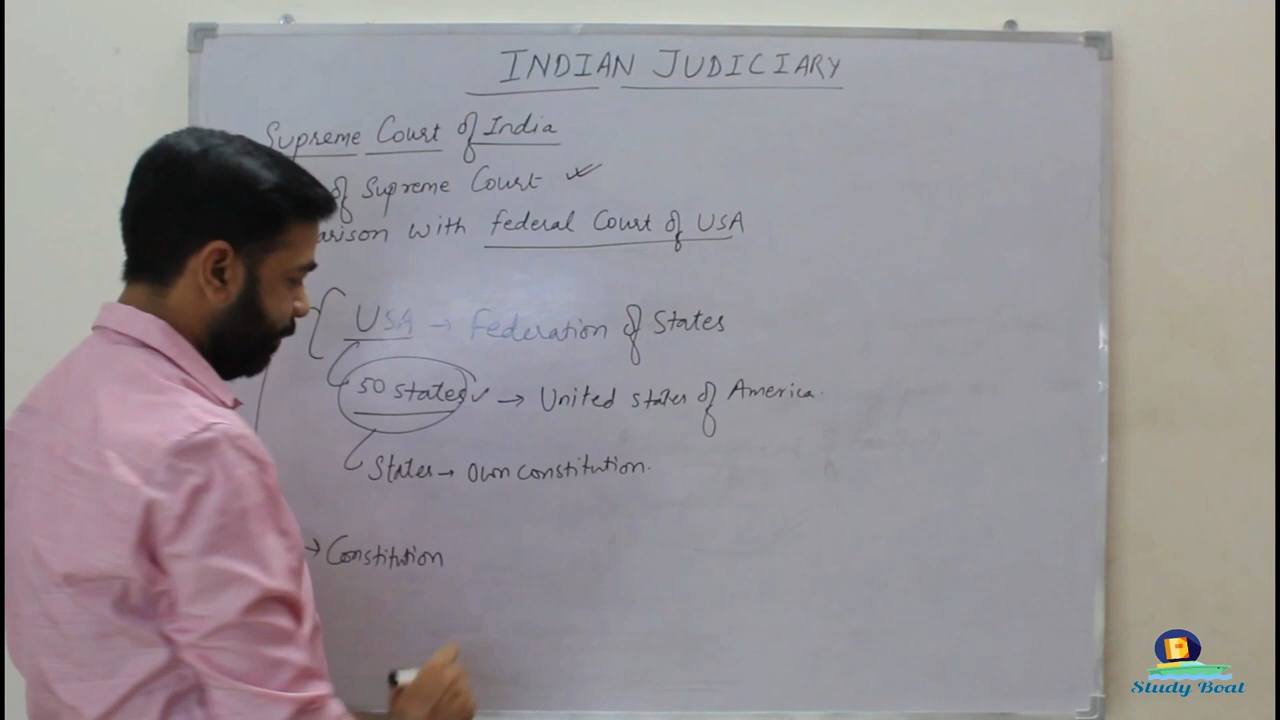 INDIAN JUDICIARY
Supreme Court of India
of Supreme Court
arison with federal Court of USA
USA → Federation of States
50 states → United states of America.
States → Own constitution.
→ Constitution
Study Boat